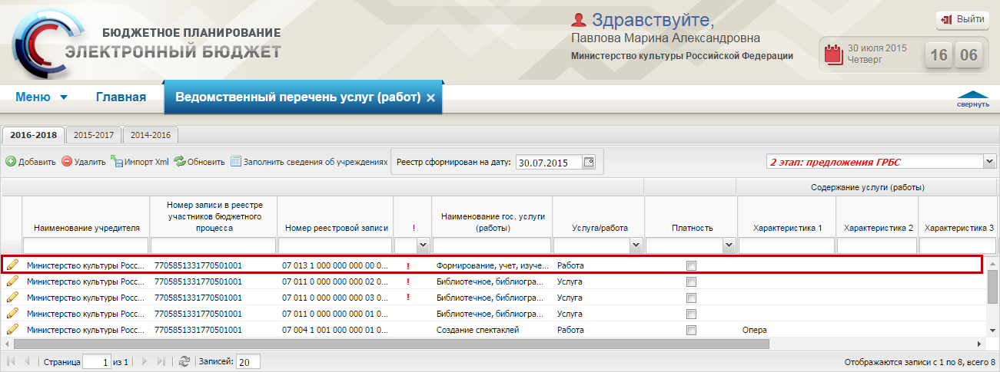 БЮДЖЕТНОЕ ПЛАНИРОВАНИЕ
ЭЛЕКТРОННЫЙ БЮДЖЕТ
Здравствуйте,
Павлова Марина Александровна
Министерство культуры Российской Федерации
Выйти
30 июля 2015
Четверг
16 06
Меню Главная Ведомственный перечень услуг (работ)
свернуть
2016-2018 2015-2017 2014-2016
Добавить Удалить Импорт Xml Обновить Заполнить сведения об учреждениях Реестр сформирован на дату: 30.07.2015 2 этап: предложения ГРБС
Содержание услуги (работы)
Наименование учредителя
Номер записи в реестре
участников бюджетного
процесса
Номер реестровой записи
!
Наименование гос. услуги
(работы)
Услуга/работа
Платность
Характеристика 1
Характеристика 2
Характеристика 3
Министерство культуры Росс... 7705851331770501001 07 013 1 000 000 000 00 0... ! Формирование, учет, изуче... Работа
Министерство культуры Росс... 7705851331770501001 07 011 0 000 000 000 02 0... ! Библиотечное, библиогра... Услуга
Министерство культуры Росс... 7705851331770501001 07 011 0 000 000 000 03 0... ! Библиотечное, библиогра... Услуга
Министерство культуры Росс... 7705851331770501001 07 011 0 000 000 000 01 0... Библиотечное, библиогра... Услуга
Министерство культуры Росс... 7705851331770501001 07 004 1 001 000 000 01 0... Создание спектаклей Работа Опера
Страница 1 из 1 Записей: 20 Отображаются записи с 1 по 8, всего 8